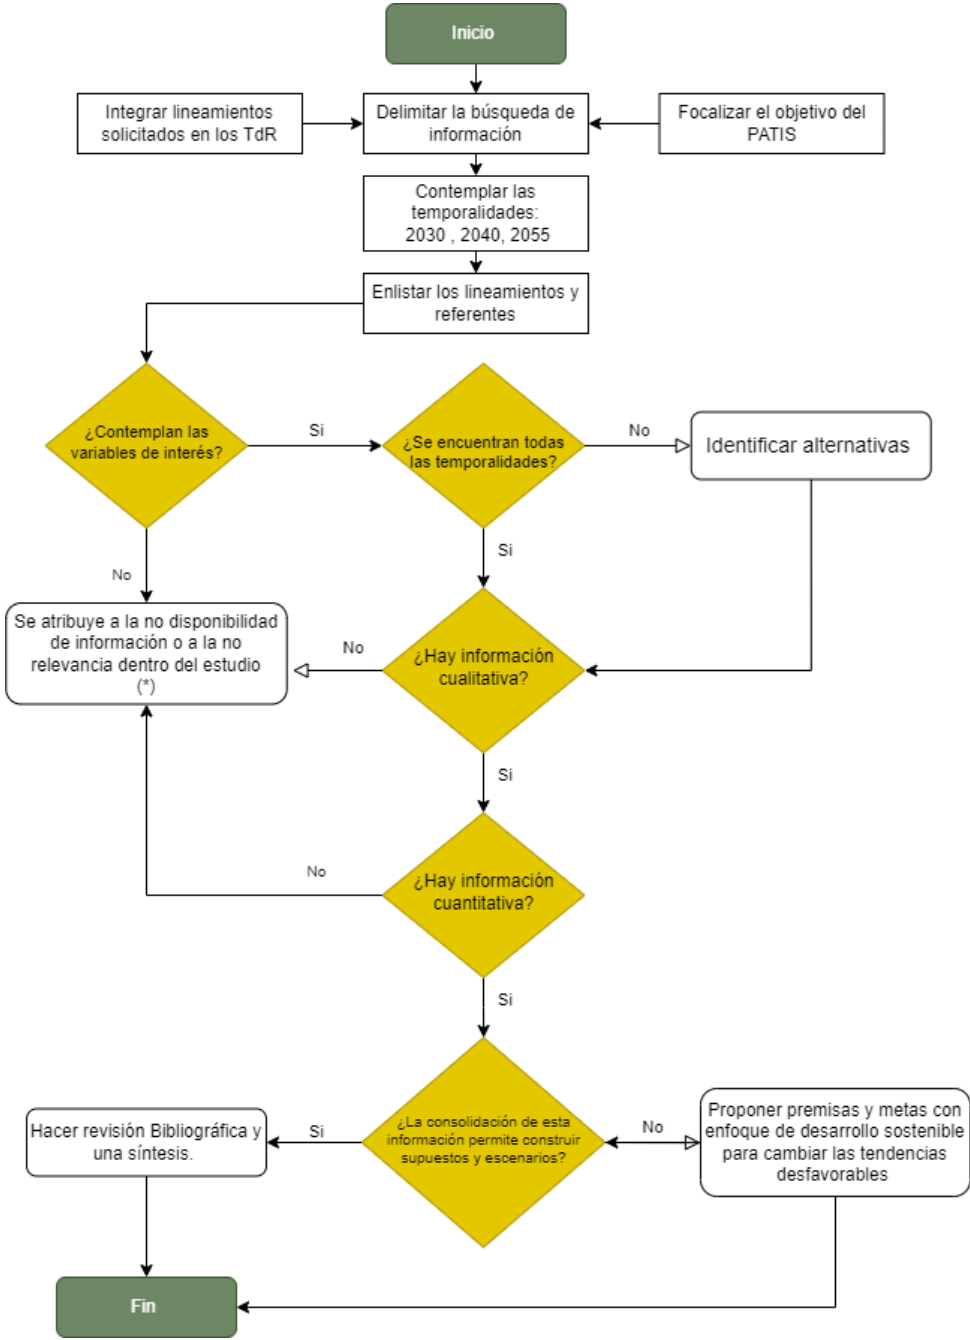 Inicio
Integrar lineamientos
solicitados en los TdR
Delimitar la búsqueda de
información
Focalizar el objetivo del
PATIS
Contemplar las
temporalidades:
2030 , 2040, 2055
Enlistar los lineamientos y
referentes
¿Contemplan las
variables de interés?
Si
¿Se encuentran todas
las temporalidades?
No
Identificar alternativas
Si
No
Se atribuye a la no disponibilidad
de información o a la no
relevancia dentro del estudio
(*)
No
¿Hay información
cualitativa?
Si
No
¿Hay información
cuantitativa?
Si
Hacer revisión Bibliográfica y
una síntesis.
Si
¿La consolidación de esta
información permite construir
supuestos y escenarios?
No
Proponer premisas y metas con
enfoque de desarrollo sostenible
para cambiar las tendencias
desfavorables
Fin